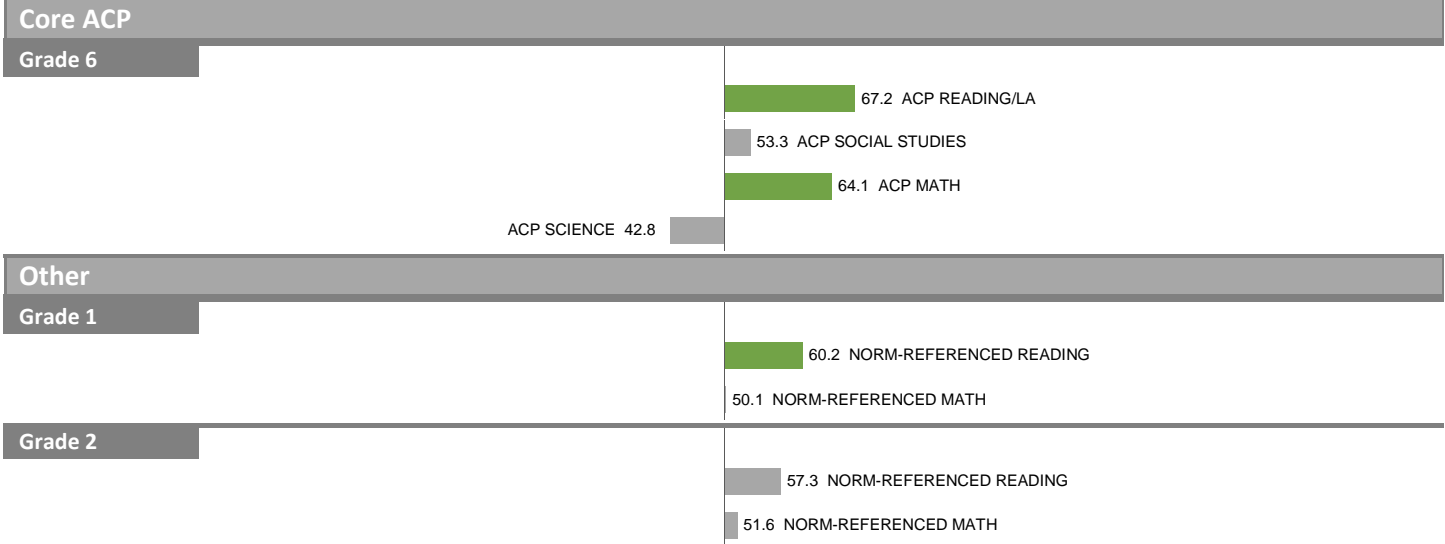 Core ACP
Grade 6
67.2 ACP READING/LA
53.3 ACP SOCIAL STUDIES
64.1 ACP MATH
ACP SCIENCE 42.8
Other
Grade 1
60.2 NORM-REFERENCED READING
50.1 NORM-REFERENCED MATH
Grade 2
57.3 NORM-REFERENCED READING
51.6 NORM-REFERENCED MATH